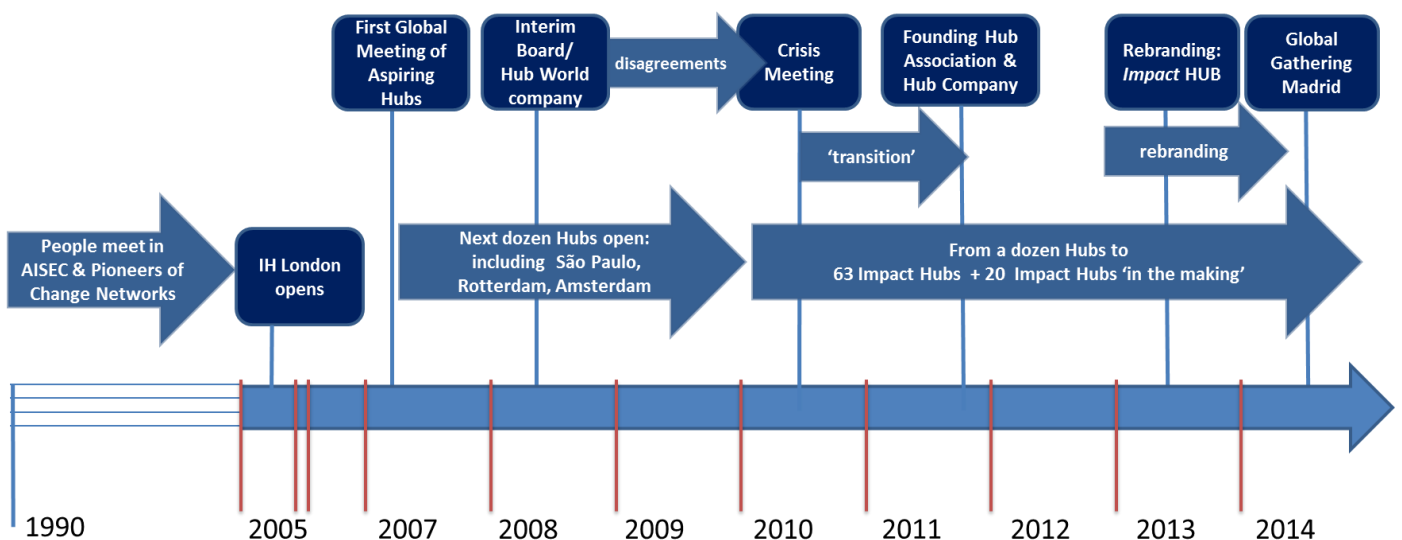 First Global
Meeting of
Aspiring
Hubs
Interim
Board/
Hub World
company
disagreements
Crisis
Meeting
Founding Hub
Association &
Hub Company
Rebranding:
Impact HUB
Global
Gathering
Madrid
‘transition’
rebranding
People meet in
AISEC & Pioneers of
Change Networks
IH London
opens
Next dozen Hubs open:
including São Paulo,
Rotterdam, Amsterdam
From a dozen Hubs to
63 Impact Hubs + 20 Impact Hubs ‘in the making’
1990 2005 2007 2008 2009 2010 2011 2012 2013 2014